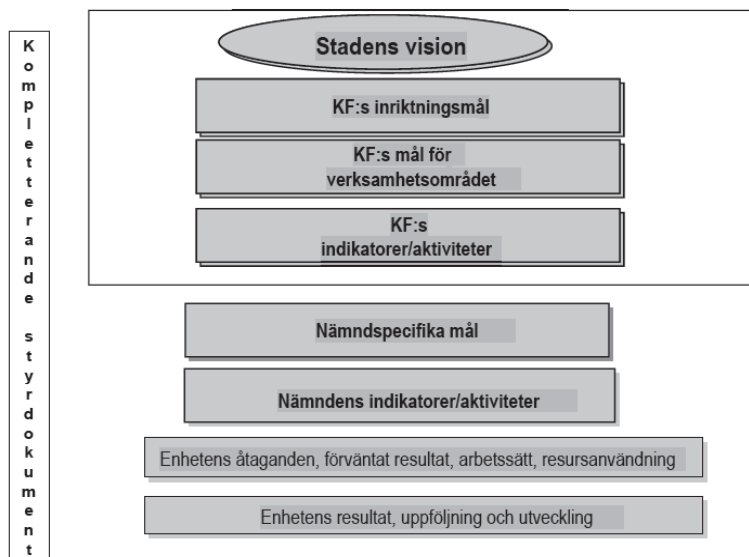 Kompletterande styrdokument
Stadens vision
KF:s inriktningsmål
KF:s mål för
verksamhetsområdet
KF:s
indikatorer/aktiviteter
Nämndspecifika mål
Nämndens indikatorer/aktiviteter
Enhetens åtaganden, förväntat resultat, arbetssätt, resursanvändning
Enhetens resultat, uppföljning och utveckling